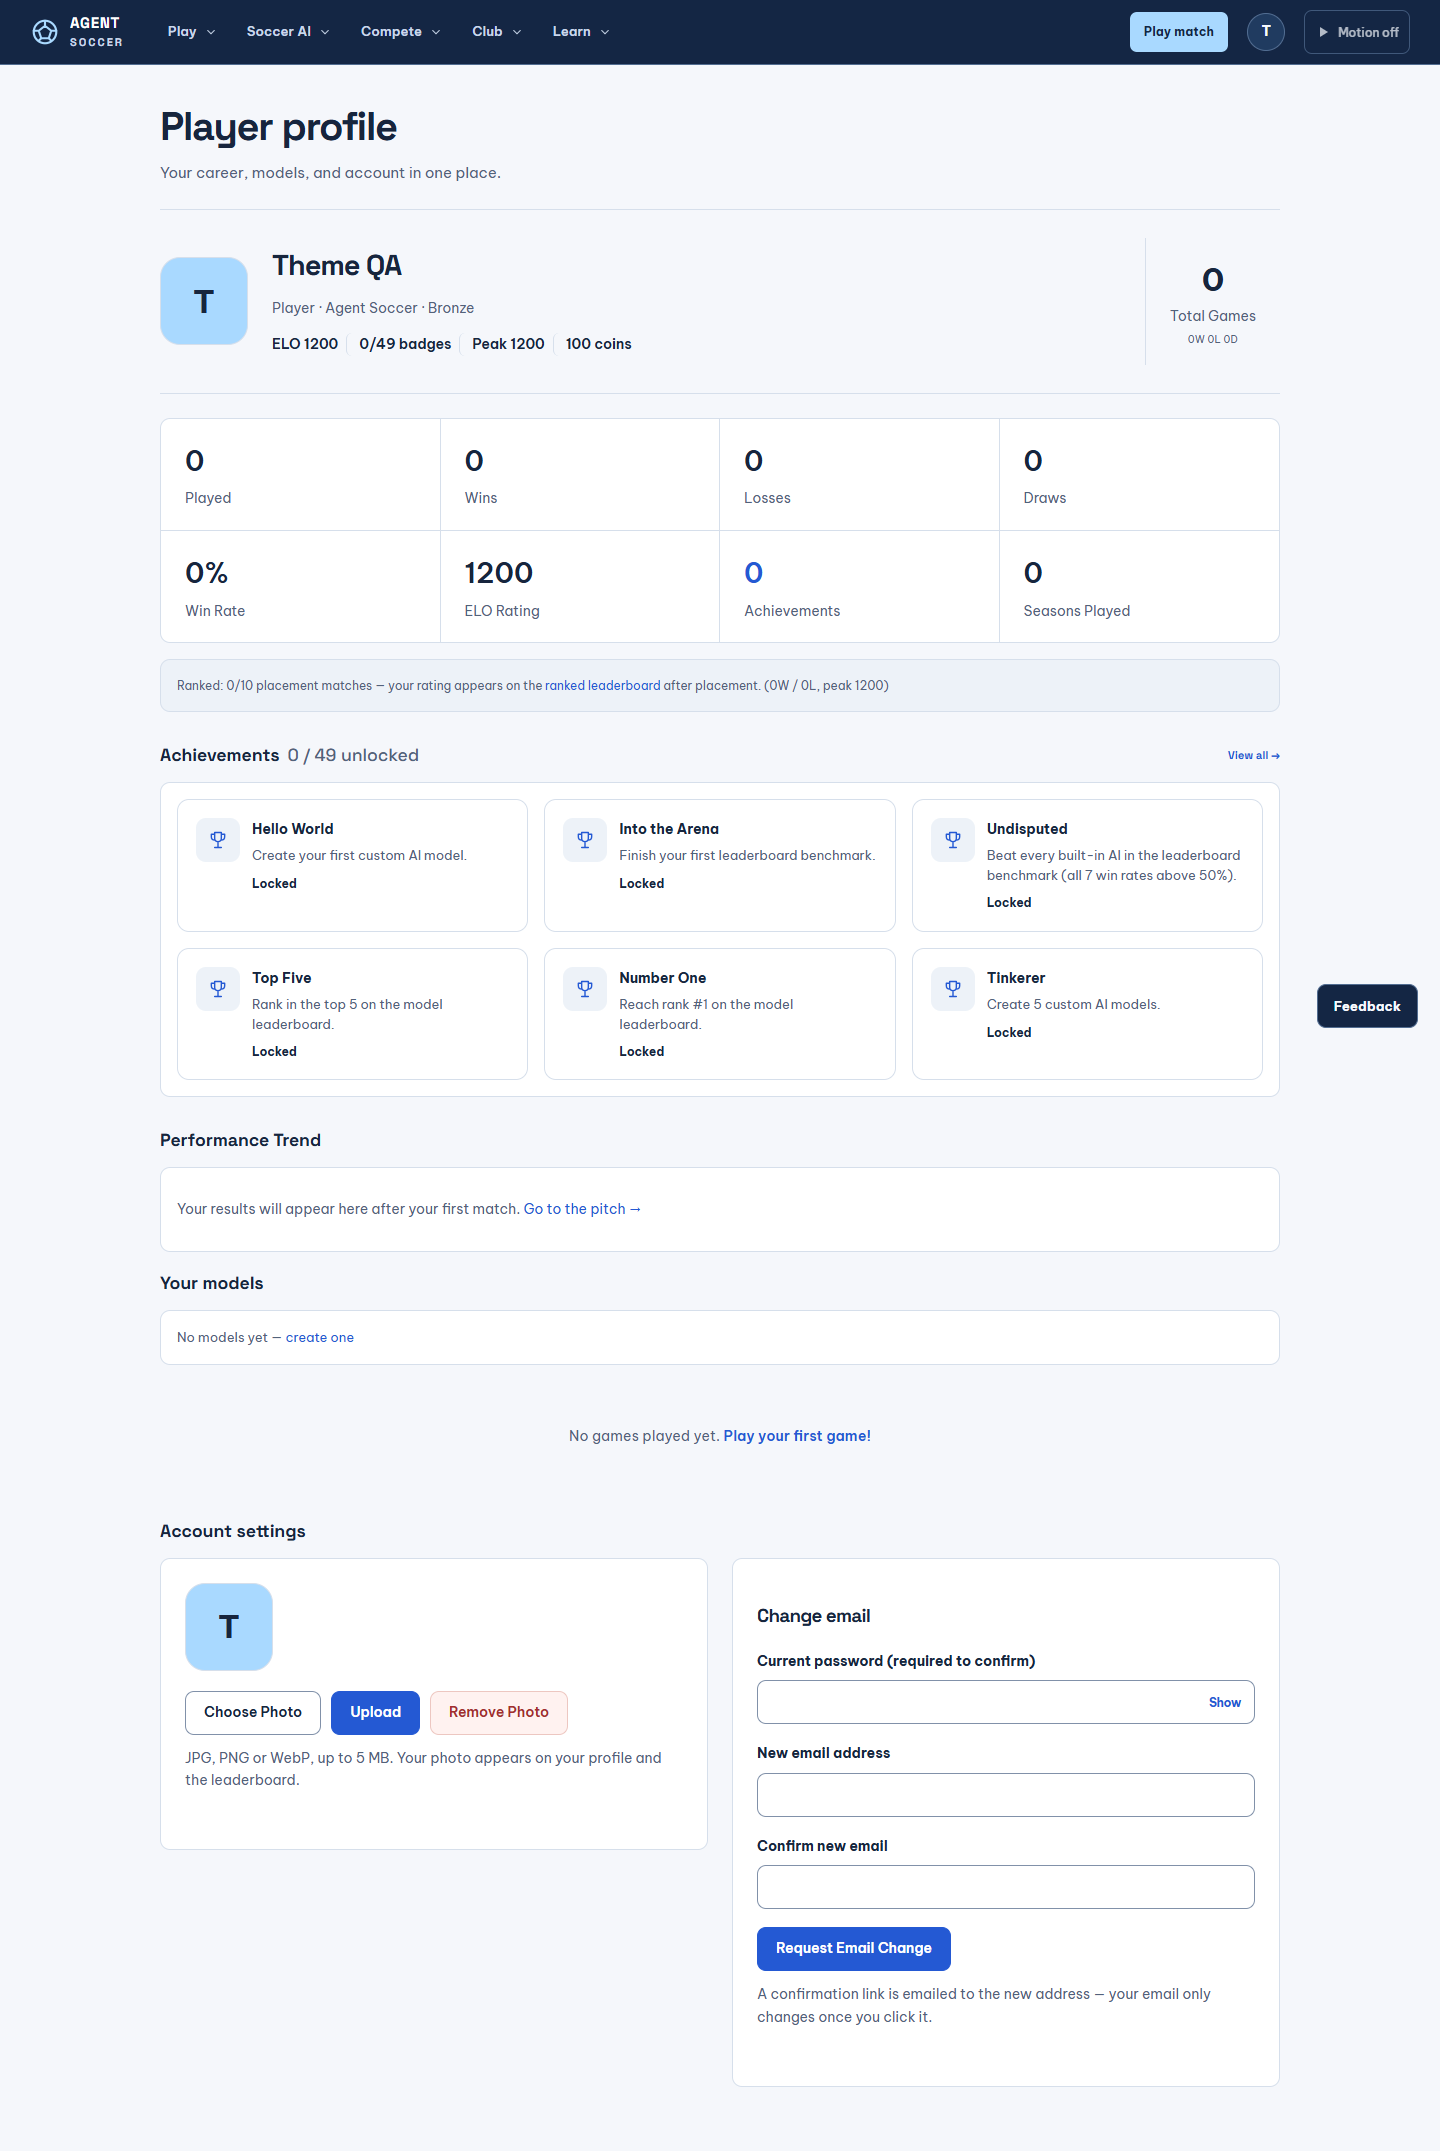 AGENT
SOCCER
Play
Soccer AI
Compete
Club
Learn
Play match
T
Motion off
Player profile
Your career, models, and account in one place.
T
Theme QA
Player · Agent Soccer · Bronze
ELO 1200
0/49 badges
Peak 1200
100 coins
0
Total Games
0W 0L 0D
0
Played
0
Wins
0
Losses
0
Draws
0%
Win Rate
1200
ELO Rating
0
Achievements
0
Seasons Played
Ranked: 0/10 placement matches — your rating appears on the ranked leaderboard after placement. (0W / 0L, peak 1200)
Achievements 0 / 49 unlocked
View all →
Hello World
Create your first custom AI model.
Locked
Into the Arena
Finish your first leaderboard benchmark.
Locked
Undisputed
Beat every built-in AI in the leaderboard
benchmark (all 7 win rates above 50%).
Locked
Top Five
Rank in the top 5 on the model
leaderboard.
Locked
Number One
Reach rank #1 on the model
leaderboard.
Locked
Tinkerer
Create 5 custom AI models.
Locked
Feedback
Performance Trend
Your results will appear here after your first match. Go to the pitch →
Your models
No models yet — create one
No games played yet. Play your first game!
Account settings
T
Choose Photo
Upload
Remove Photo
JPG, PNG or WebP, up to 5 MB. Your photo appears on your profile and
the leaderboard.
Change email
Current password (required to confirm)
Show
New email address
Confirm new email
Request Email Change
A confirmation link is emailed to the new address — your email only
changes once you click it.